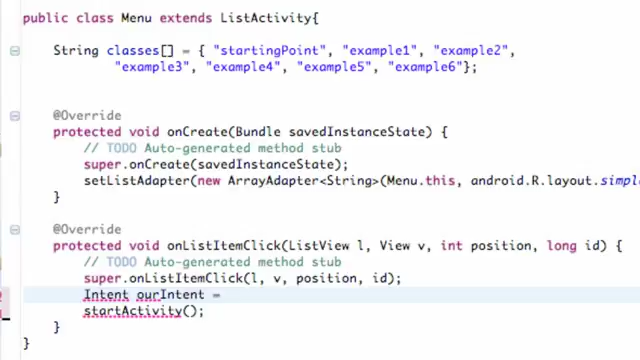 public class Menu extends ListActivity{
String classes[] = { "startingPoint", "example1", "example2",
"example3", "example4", "example5", "example6"};
@Override
protected void onCreate(Bundle savedInstanceState) {
// TODO Auto-generated method stub
super.onCreate(savedInstanceState);
setListAdapter(new ArrayAdapter<String>(Menu.this, android.R.layout.simple
}
@Override
protected void onListItemClick(ListView l, View v, int position, long id) {
// TODO Auto-generated method stub
super.onListItemClick(l, v, position, id);
Intent ourIntent =
startActivity();
}
}